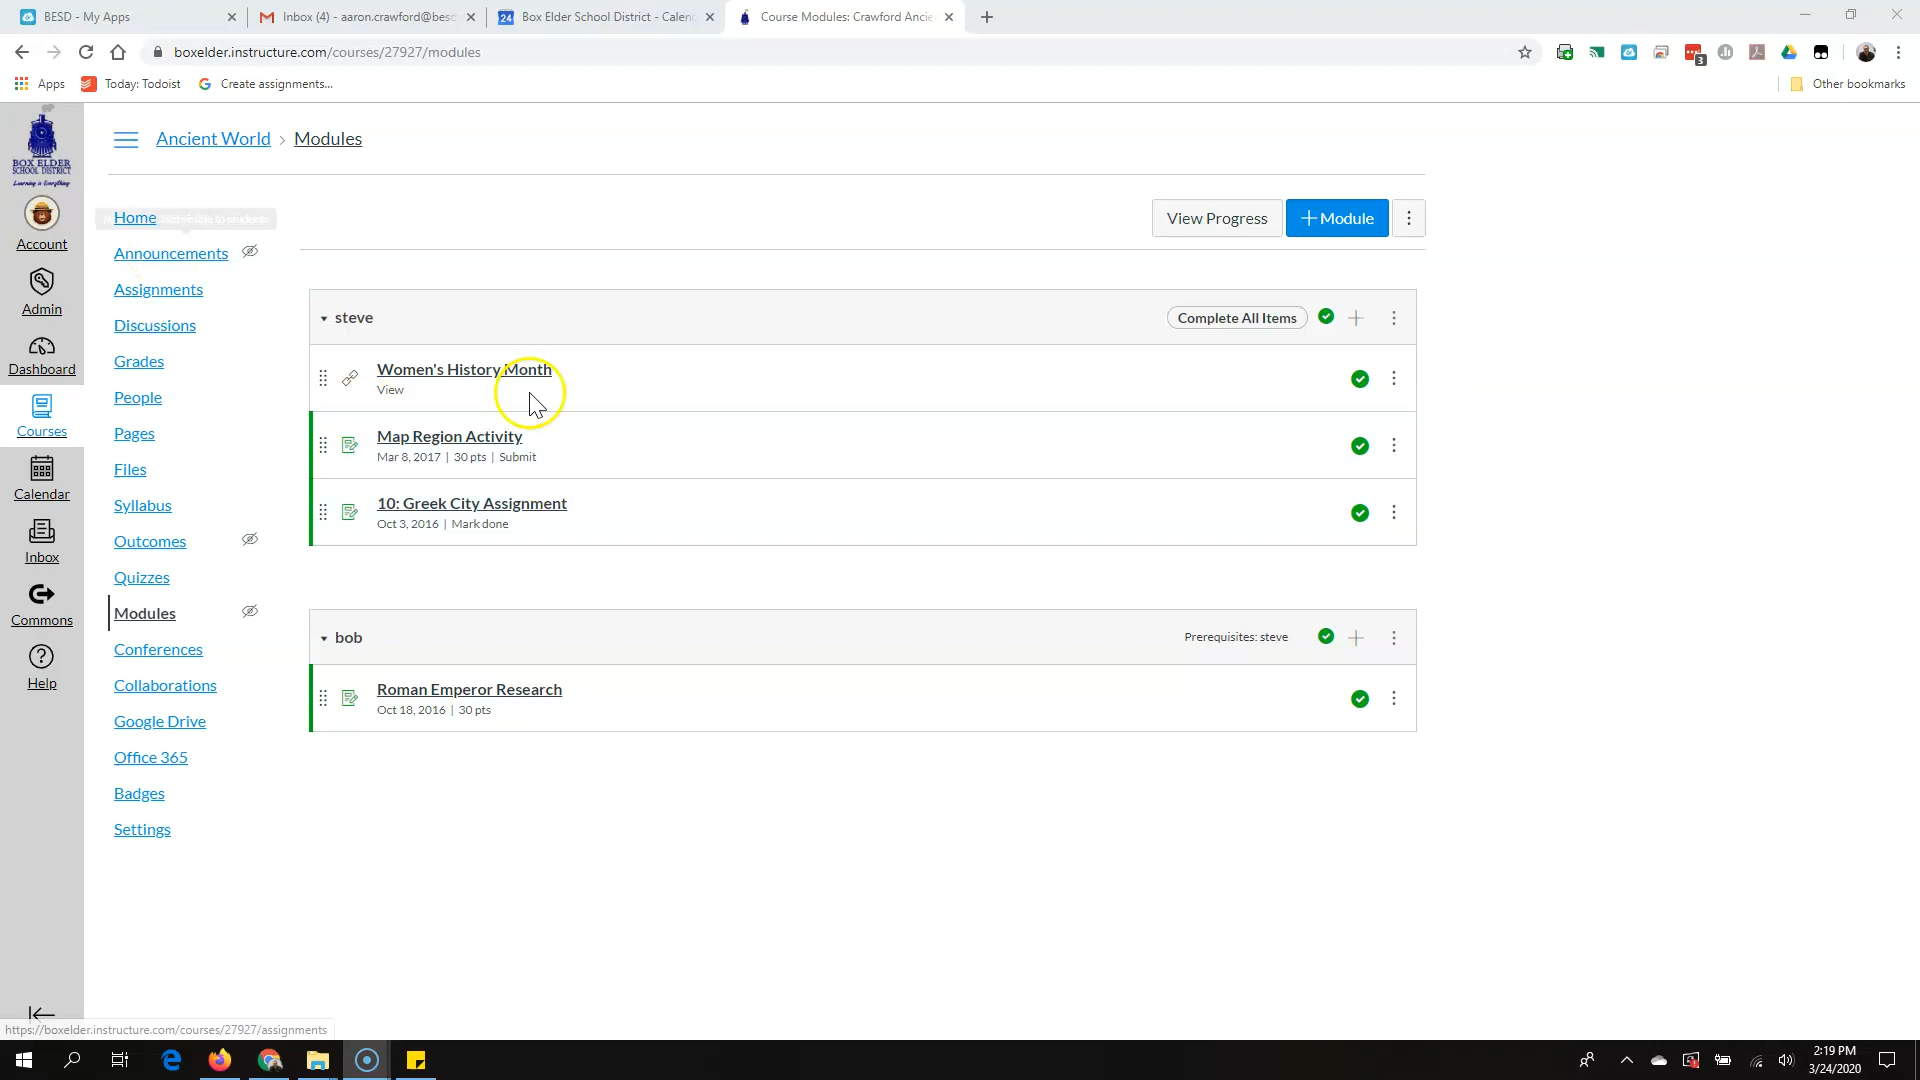 BESD - My Apps
Inbox (4) - aaron.crawford@besd
Box Elder School District - Calen
24
Course Modules: Crawford Ancie
boxelder.instructure.com/courses/27927/modules
3
Apps
Today: Todoist
Create assignments...
Other bookmarks
BOX ELDER
SCHOOL DISTRICT
Learning is Everything
Account
Admin
Dashboard
Courses
Calendar
Inbox
Commons
Help
Ancient World › Modules
Home
Announcements
Assignments
Discussions
Grades
People
Pages
Files
Syllabus
Outcomes
Quizzes
Modules
Conferences
Collaborations
Google Drive
Office 365
Badges
Settings
View Progress
+ Module
steve
Complete All Items
Women's History Month
View
Map Region Activity
Mar 8, 2017 | 30 pts | Submit
10: Greek City Assignment
Oct 3, 2016 | Mark done
bob
Prerequisites: steve
Roman Emperor Research
Oct 18, 2016 | 30 pts
https://boxelder.instructure.com/courses/27927/assignments
2:19 PM
3/24/2020